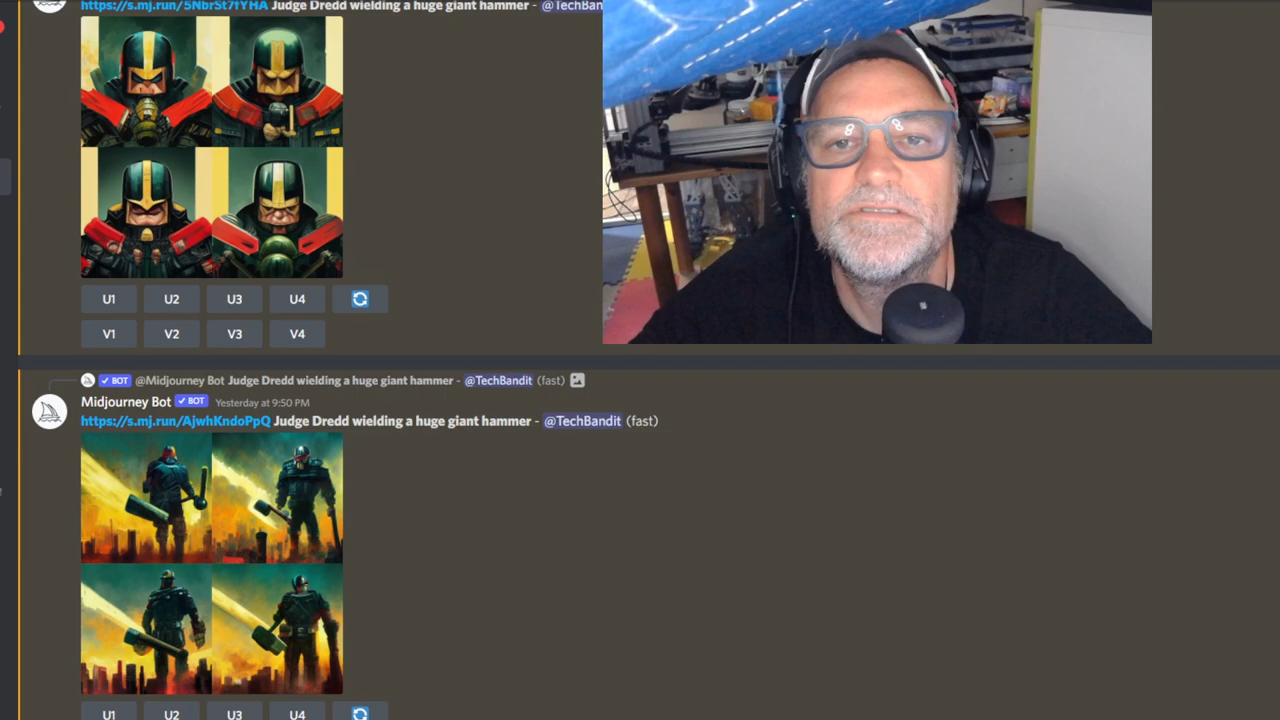 https://s.mj.run/5NbrSt7fYHA Judge Dredd wielding a huge giant hammer - @TechBan
U1 U2 U3 U4
V1 V2 V3 V4
BOT @Midjourney Bot Judge Dredd wielding a huge giant hammer - @TechBandit (fast)
Midjourney Bot BOT Yesterday at 9:50 PM
https://s.mj.run/AjwhKndoPpQ Judge Dredd wielding a huge giant hammer - @TechBandit (fast)
U1 U2 U3 U4